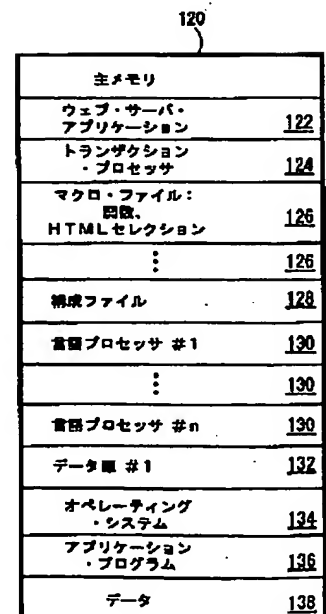 120
主メモリ
ウェブ・サーバ・
アプリケーション 122
トランザクション
・プロセッサ 124
マクロ・ファイル：
関数、
HTMLセレクション 126
⋮ 126
構成ファイル 128
言語プロセッサ #1 130
⋮ 130
言語プロセッサ #n 130
データ源 #1 132
オペレーティング
・システム 134
アプリケーション
・プログラム 136
データ 138